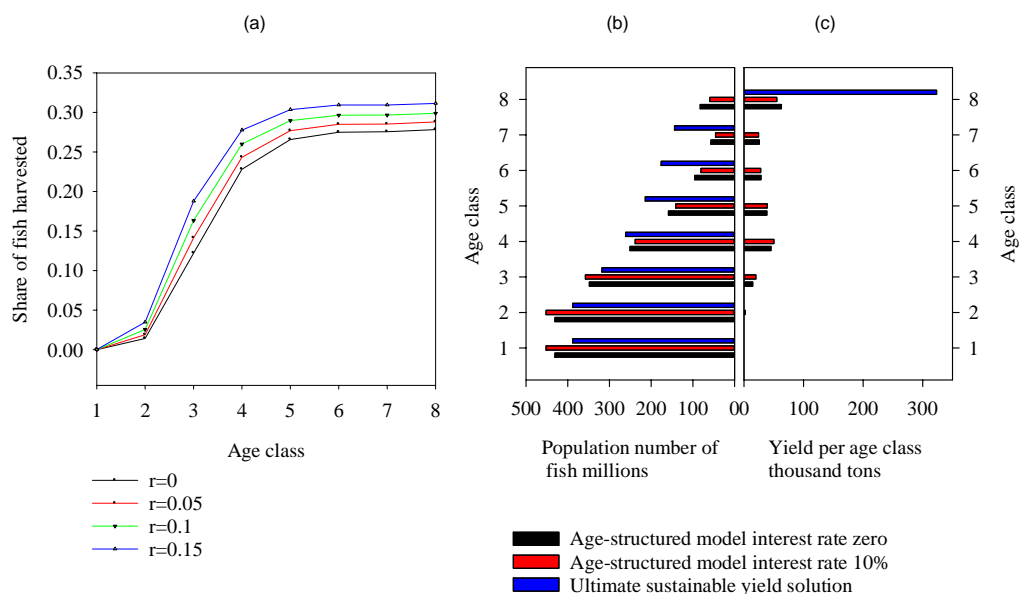 (a)
(b)
(c)
Share of fish harvested
0.35
0.30
0.25
0.20
0.15
0.10
0.05
0.00
1 2 3 4 5 6 7 8
Age class
r=0
r=0.05
r=0.1
r=0.15
Age class
8
7
6
5
4
3
2
1
500 400 300 200 100 0
Population number of
fish millions
0 100 200 300
Yield per age class
thousand tons
8
7
6
5
4
3
2
1
Age class
Age-structured model interest rate zero
Age-structured model interest rate 10%
Ultimate sustainable yield solution